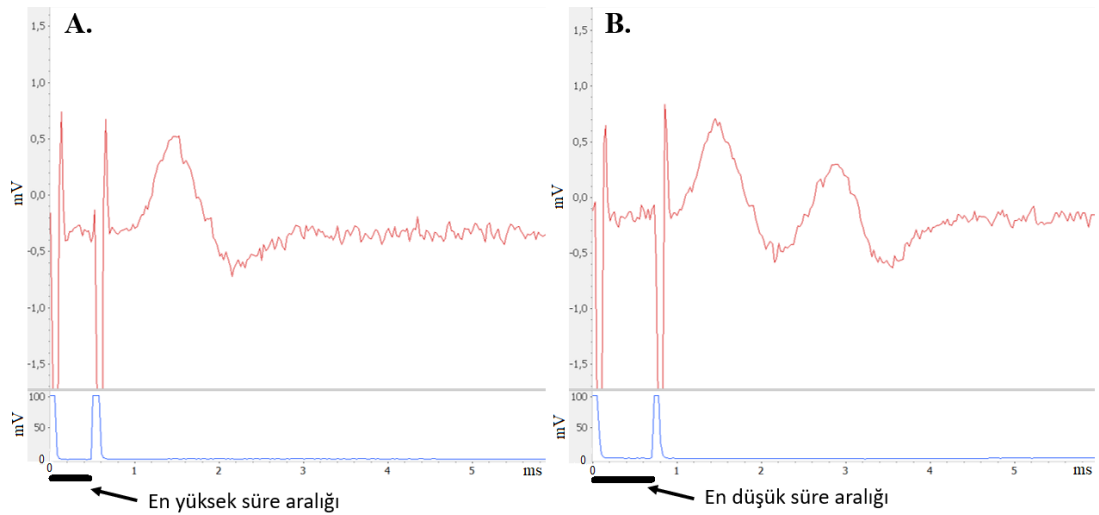 A.
B.
1,5
1,0
0,5
0,0
-0,5
-1,0
-1,5
mV
1,5
1,0
0,5
0,0
-0,5
-1,0
-1,5
mV
100
50
0
mV
0 1 2 3 4 5 ms
100
50
0
mV
0 1 2 3 4 5 ms
En yüksek süre aralığı
En düşük süre aralığı